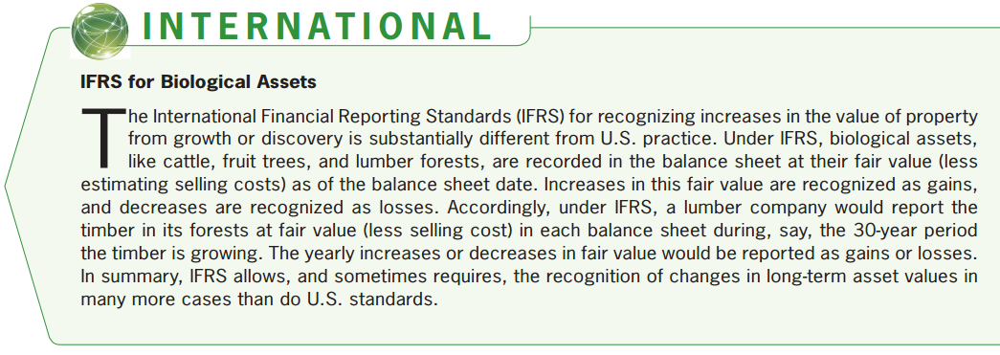 INTERNATIONAL
IFRS for Biological Assets
The International Financial Reporting Standards (IFRS) for recognizing increases in the value of property
from growth or discovery is substantially different from U.S. practice. Under IFRS, biological assets,
like cattle, fruit trees, and lumber forests, are recorded in the balance sheet at their fair value (less
estimating selling costs) as of the balance sheet date. Increases in this fair value are recognized as gains,
and decreases are recognized as losses. Accordingly, under IFRS, a lumber company would report the
timber in its forests at fair value (less selling cost) in each balance sheet during, say, the 30-year period
the timber is growing. The yearly increases or decreases in fair value would be reported as gains or losses.
In summary, IFRS allows, and sometimes requires, the recognition of changes in long-term asset values in
many more cases than do U.S. standards.